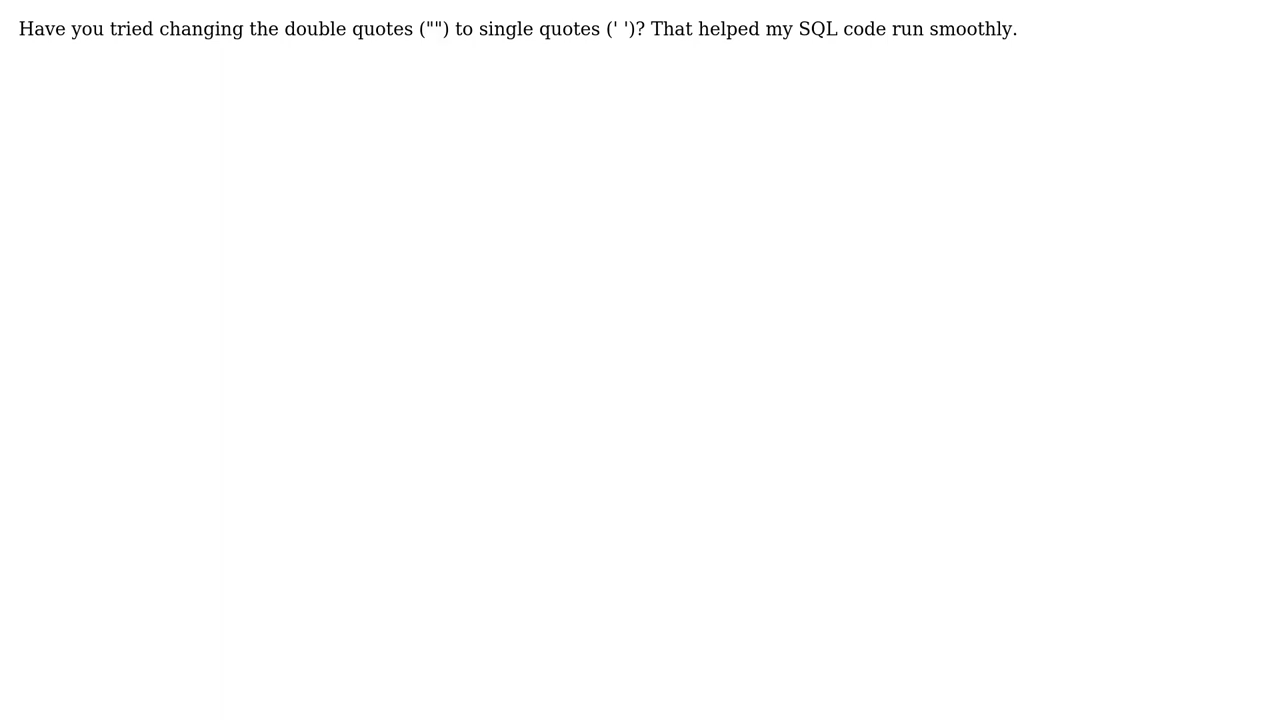 Have you tried changing the double quotes ("") to single quotes (' ')? That helped my SQL code run smoothly.